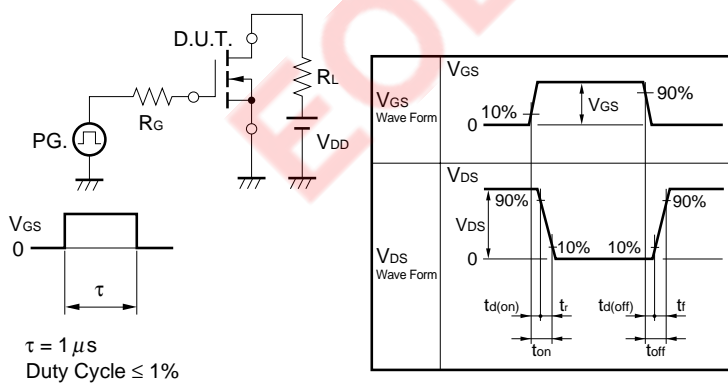 D.U.T.
RL
RG
VDD
PG.
VGS
0
τ
τ = 1 μs
Duty Cycle ≤ 1%
VGS
Wave Form
VGS
10%
0
VGS
90%
VDS
Wave Form
VDS
90%
VDS
0
10%
10%
90%
td(on)
tr
td(off)
tf
ton
toff